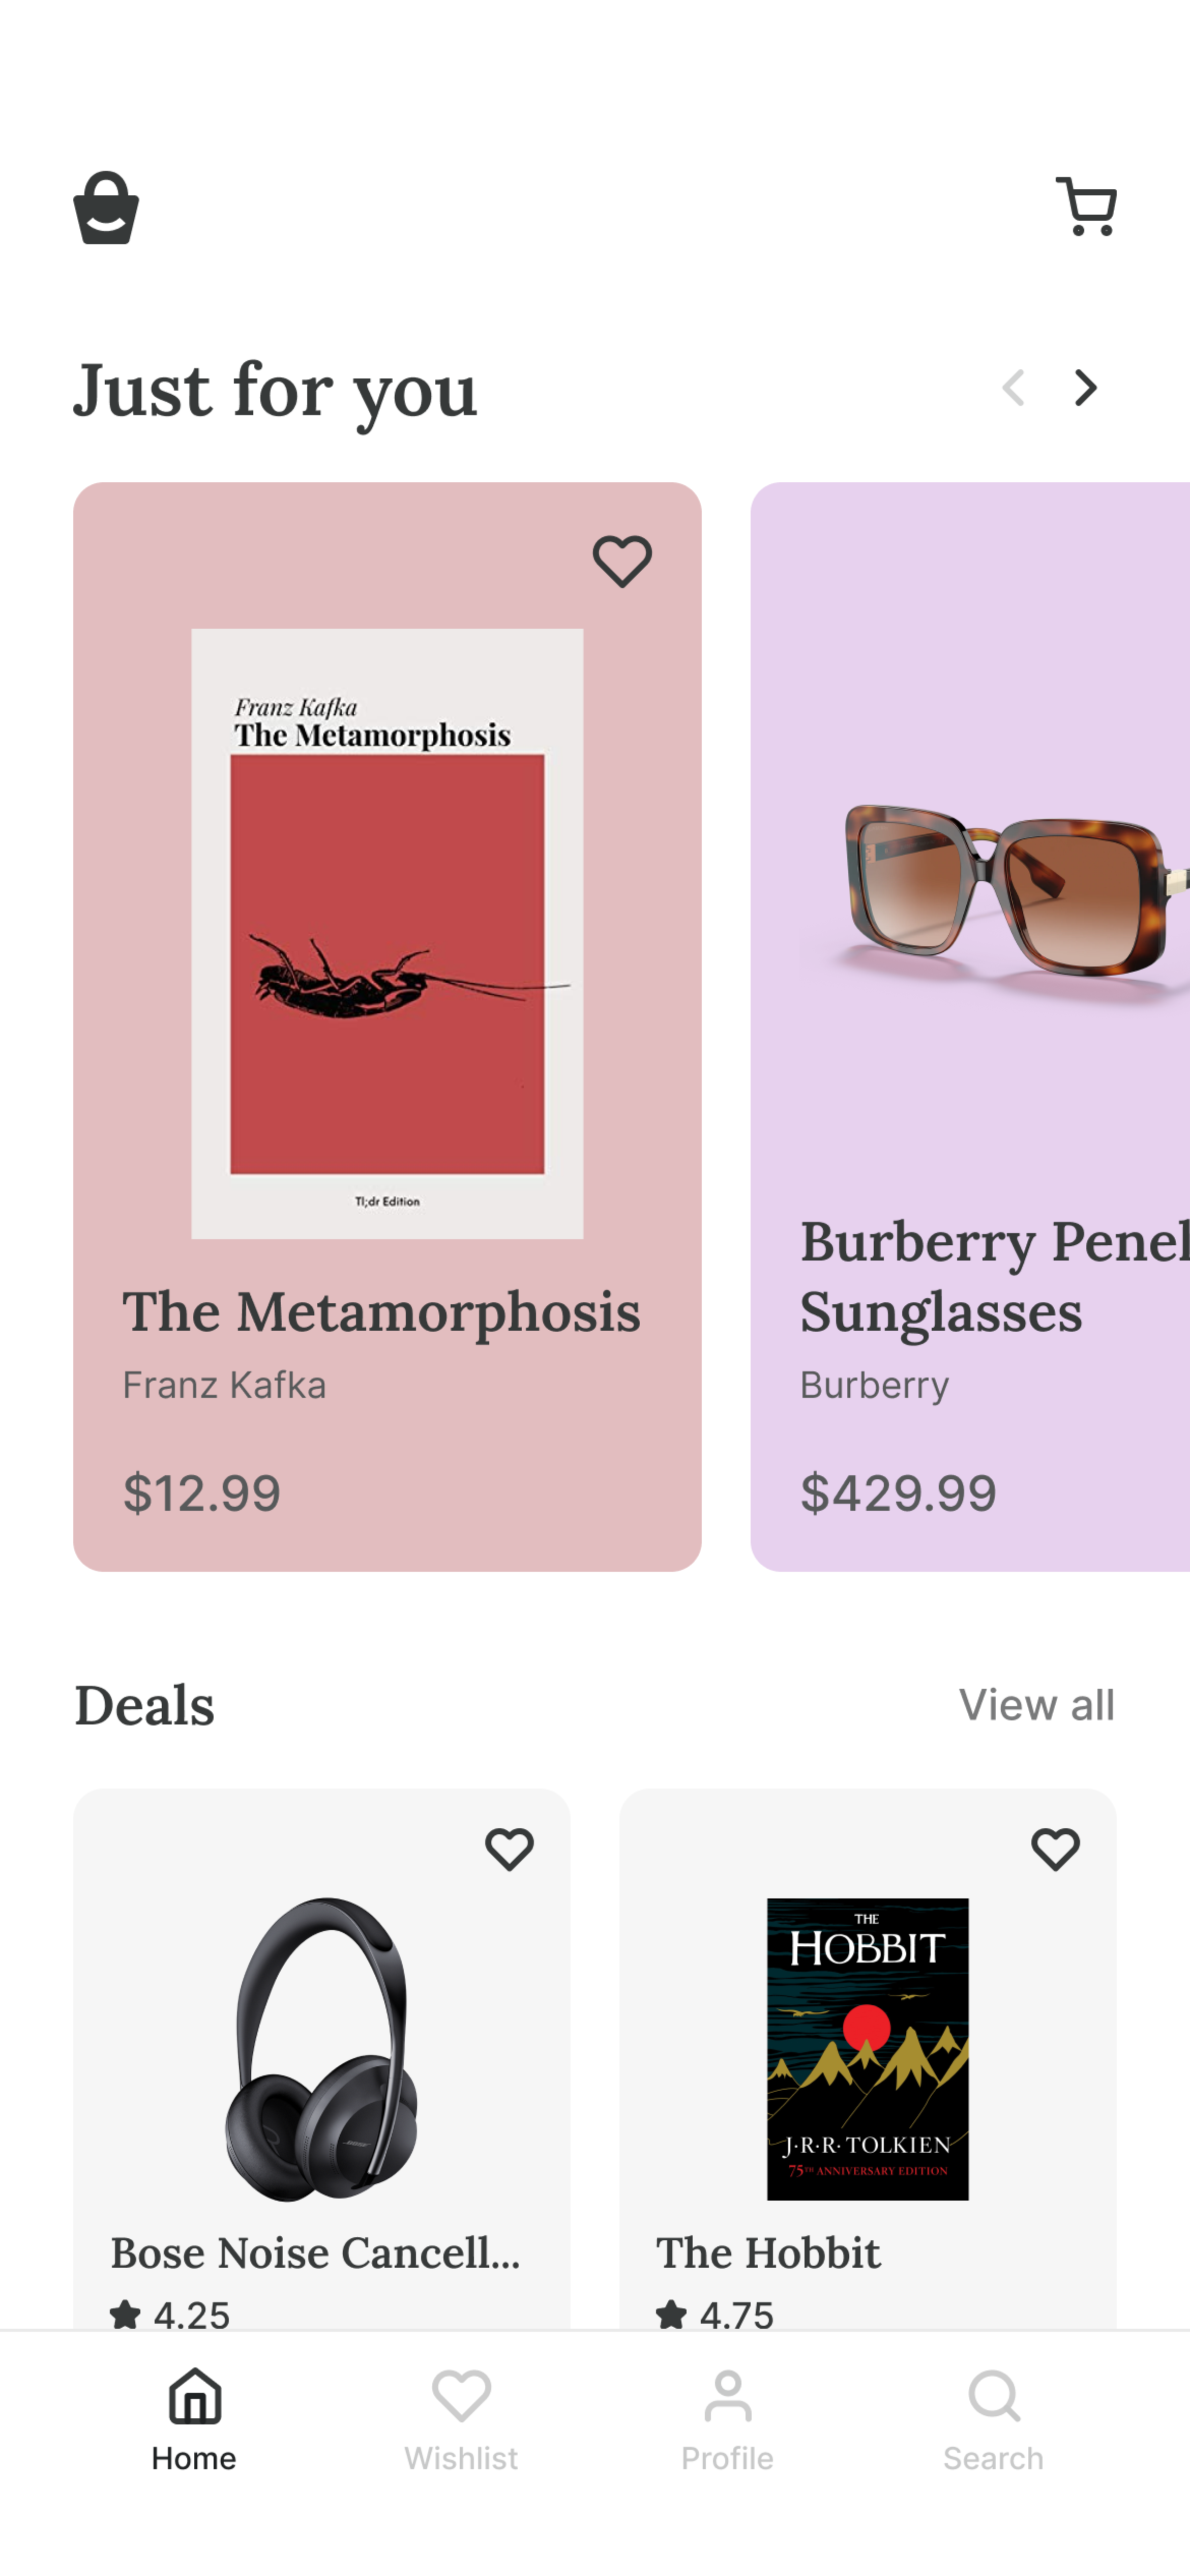 Just for you
Franz Kafka
The Metamorphosis
Tl;dr Edition
The Metamorphosis
Franz Kafka
$12.99
Burberry Penel
Sunglasses
Burberry
$429.99
Deals
View all
THE
HOBBIT
J·R·R· TOLKIEN
75TH ANNIVERSARY EDITION
Bose Noise Cancell...
4.25
The Hobbit
4.75
Home
Wishlist
Profile
Search